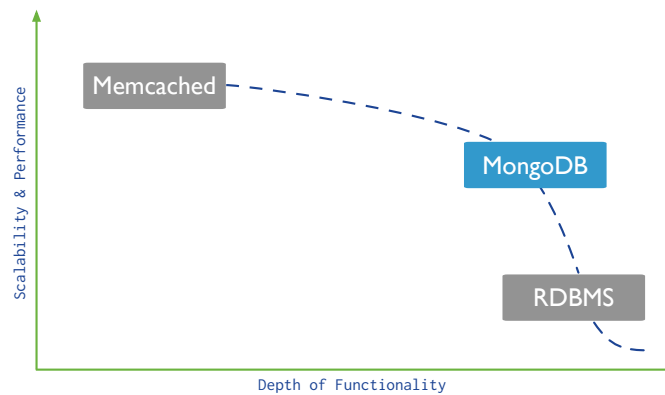 Memcached
MongoDB
RDBMS
Scalability & Performance
Depth of Functionality